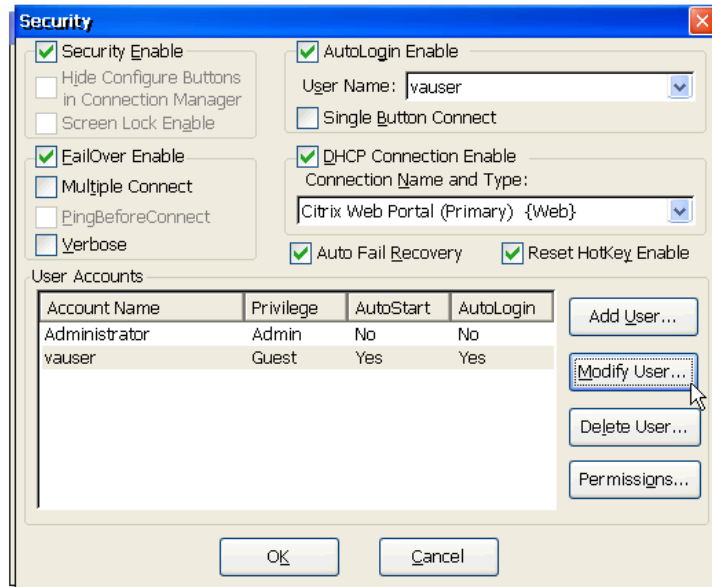 Security
Security Enable
Hide Configure Buttons
in Connection Manager
Screen Lock Enable
AutoLogin Enable
User Name: vauser
Single Button Connect
FailOver Enable
Multiple Connect
PingBeforeConnect
Verbose
DHCP Connection Enable
Connection Name and Type:
Citrix Web Portal (Primary) {Web}
Auto Fail Recovery Reset HotKey Enable
User Accounts
Account Name Privilege AutoStart AutoLogin
Administrator Admin No No
vauser Guest Yes Yes
Add User...
Modify User...
Delete User...
Permissions...
OK Cancel